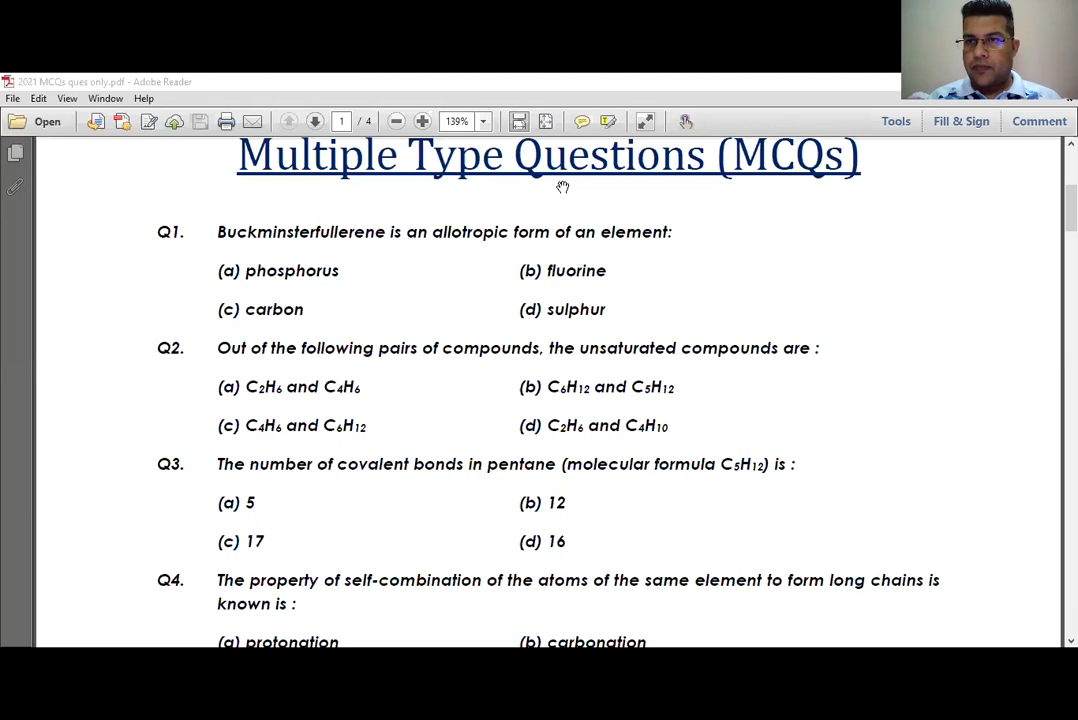 2021 MCQs ques only.pdf - Adobe Reader
File Edit View Window Help
Open 1 / 4 139% Tools Fill & Sign Comment
Multiple Type Questions (MCQs)
Q1. Buckminsterfullerene is an allotropic form of an element:
(a) phosphorus (b) fluorine
(c) carbon (d) sulphur
Q2. Out of the following pairs of compounds, the unsaturated compounds are :
(a) C₂H₆ and C₄H₆ (b) C₆H₁₂ and C₅H₁₂
(c) C₄H₆ and C₆H₁₂ (d) C₂H₆ and C₄H₁₀
Q3. The number of covalent bonds in pentane (molecular formula C₅H₁₂) is :
(a) 5 (b) 12
(c) 17 (d) 16
Q4. The property of self-combination of the atoms of the same element to form long chains is
known is :
(a) protonation (b) carbonation